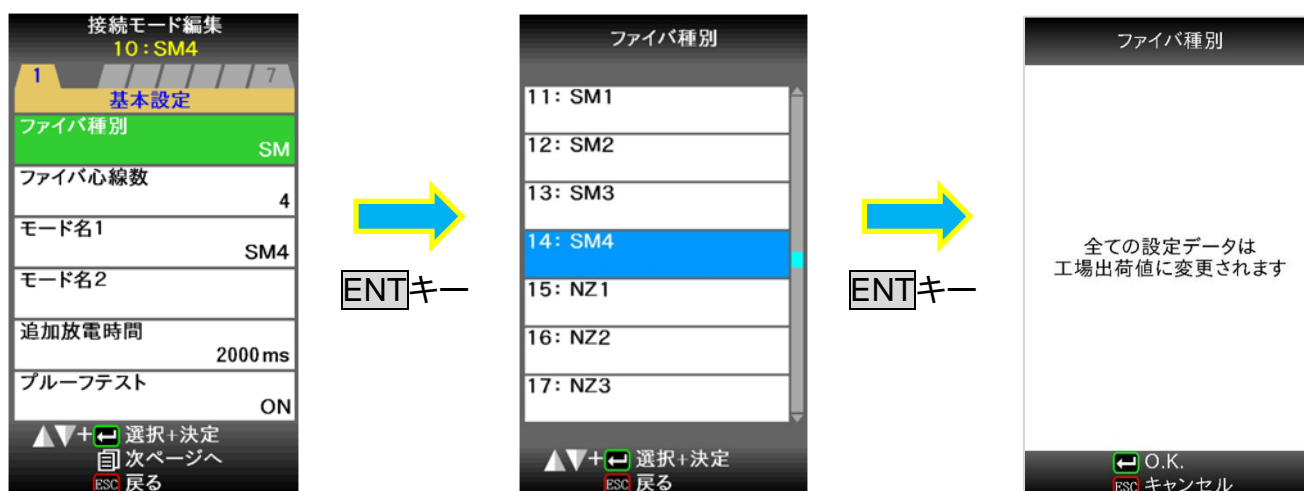 接続モード編集
10:SM4
1
7
基本設定
ファイバ種別
SM
ファイバ心線数
4
モード名1
SM4
モード名2
追加放電時間
2000ms
プルーフテスト
ON
+ 選択+決定
次ページへ
ESC 戻る
ENTキー
ファイバ種別
11: SM1
12: SM2
13: SM3
14: SM4
15: NZ1
16: NZ2
17: NZ3
+ 選択+決定
ESC 戻る
ENTキー
ファイバ種別
全ての設定データは
工場出荷値に変更されます
O.K.
ESC キャンセル